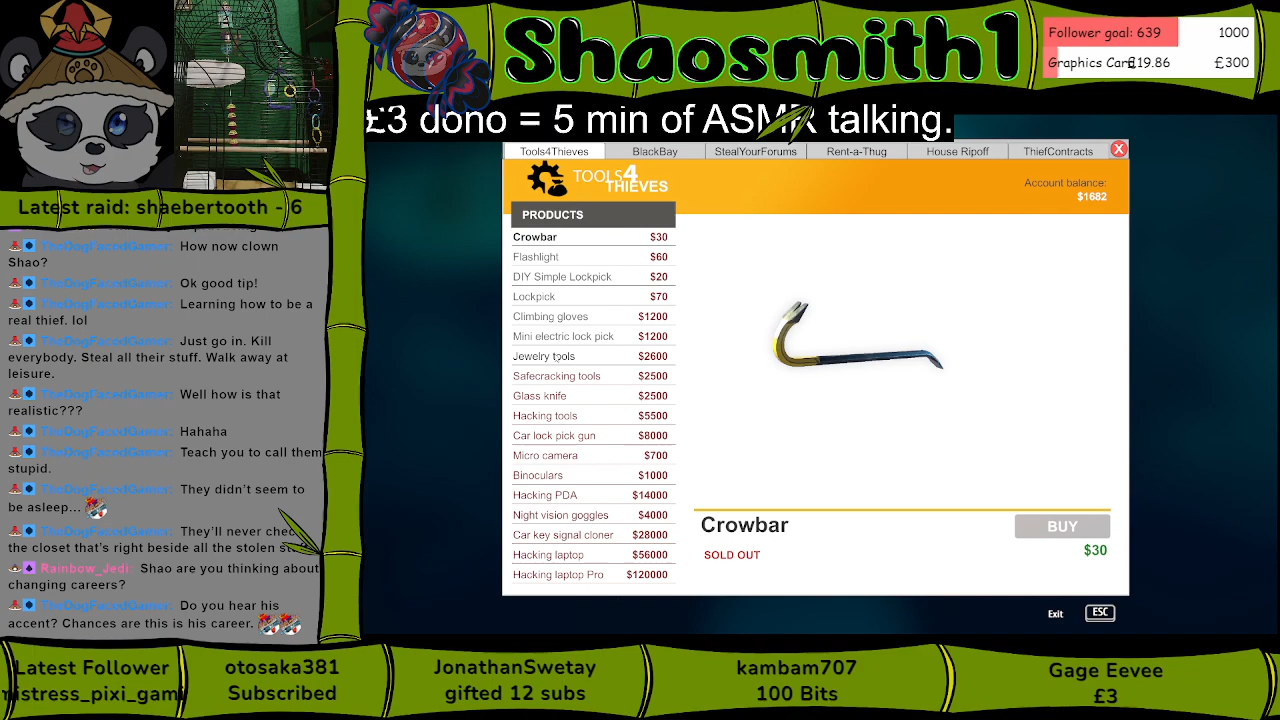 Shaosmith1
Follower goal: 639 1000
Graphics Card £19.86 £300
£3 dono = 5 min of ASMR talking.
Latest raid: shaebertooth - 6
TheDogFacedGamer: How now clown
Shao?
TheDogFacedGamer: Ok good tip!
TheDogFacedGamer: Learning how to be a
real thief. lol
TheDogFacedGamer: Just go in. Kill
everybody. Steal all their stuff. Walk away at
leisure.
TheDogFacedGamer: Well how is that
realistic???
TheDogFacedGamer: Hahaha
TheDogFacedGamer: Teach you to call them
stupid.
TheDogFacedGamer: They didn't seem to
be asleep...
TheDogFacedGamer: They'll never
the closet that's right beside all the stolen
Rainbow_Jedi: Shao are you thinking about
changing careers?
TheDogFacedGamer: Do you hear his
accent? Chances are this is his career.
Tools4Thieves BlackBay StealYourForums Rent-a-Thug House Ripoff ThiefContracts X
TOOLS4
THIEVES
Account balance:
$1682
PRODUCTS
Crowbar $30
Flashlight $60
DIY Simple Lockpick $20
Lockpick $70
Climbing gloves $1200
Mini electric lock pick $1200
Jewelry tools $2600
Safecracking tools $2500
Glass knife $2500
Hacking tools $5500
Car lock pick gun $8000
Micro camera $700
Binoculars $1000
Hacking PDA $14000
Night vision goggles $4000
Car key signal cloner $28000
Hacking laptop $56000
Hacking laptop Pro $120000
Crowbar BUY
SOLD OUT $30
Exit ESC
Latest Follower
mistress_pixi_gami
otosaka381
Subscribed
JonathanSwetay
gifted 12 subs
kambam707
100 Bits
Gage Eevee
£3